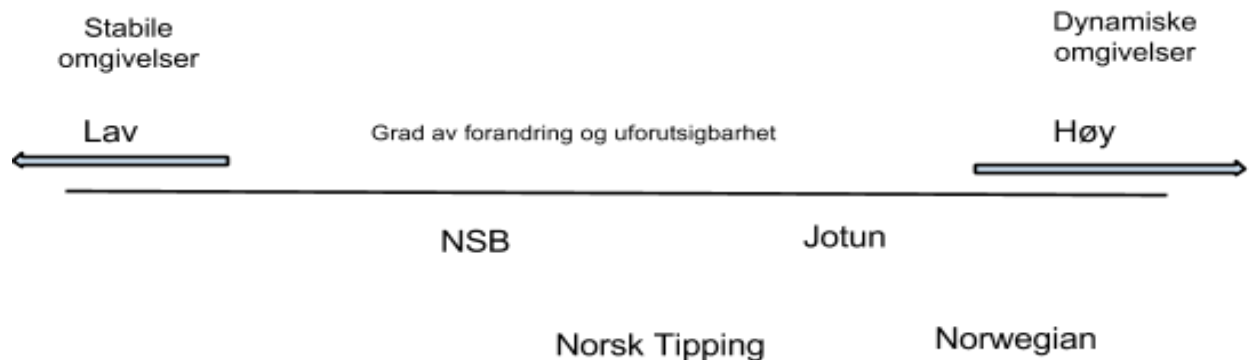 Stabile
omgivelser
Dynamiske
omgivelser
Lav
Grad av forandring og uforutsigbarhet
Høy
NSB
Jotun
Norsk Tipping
Norwegian